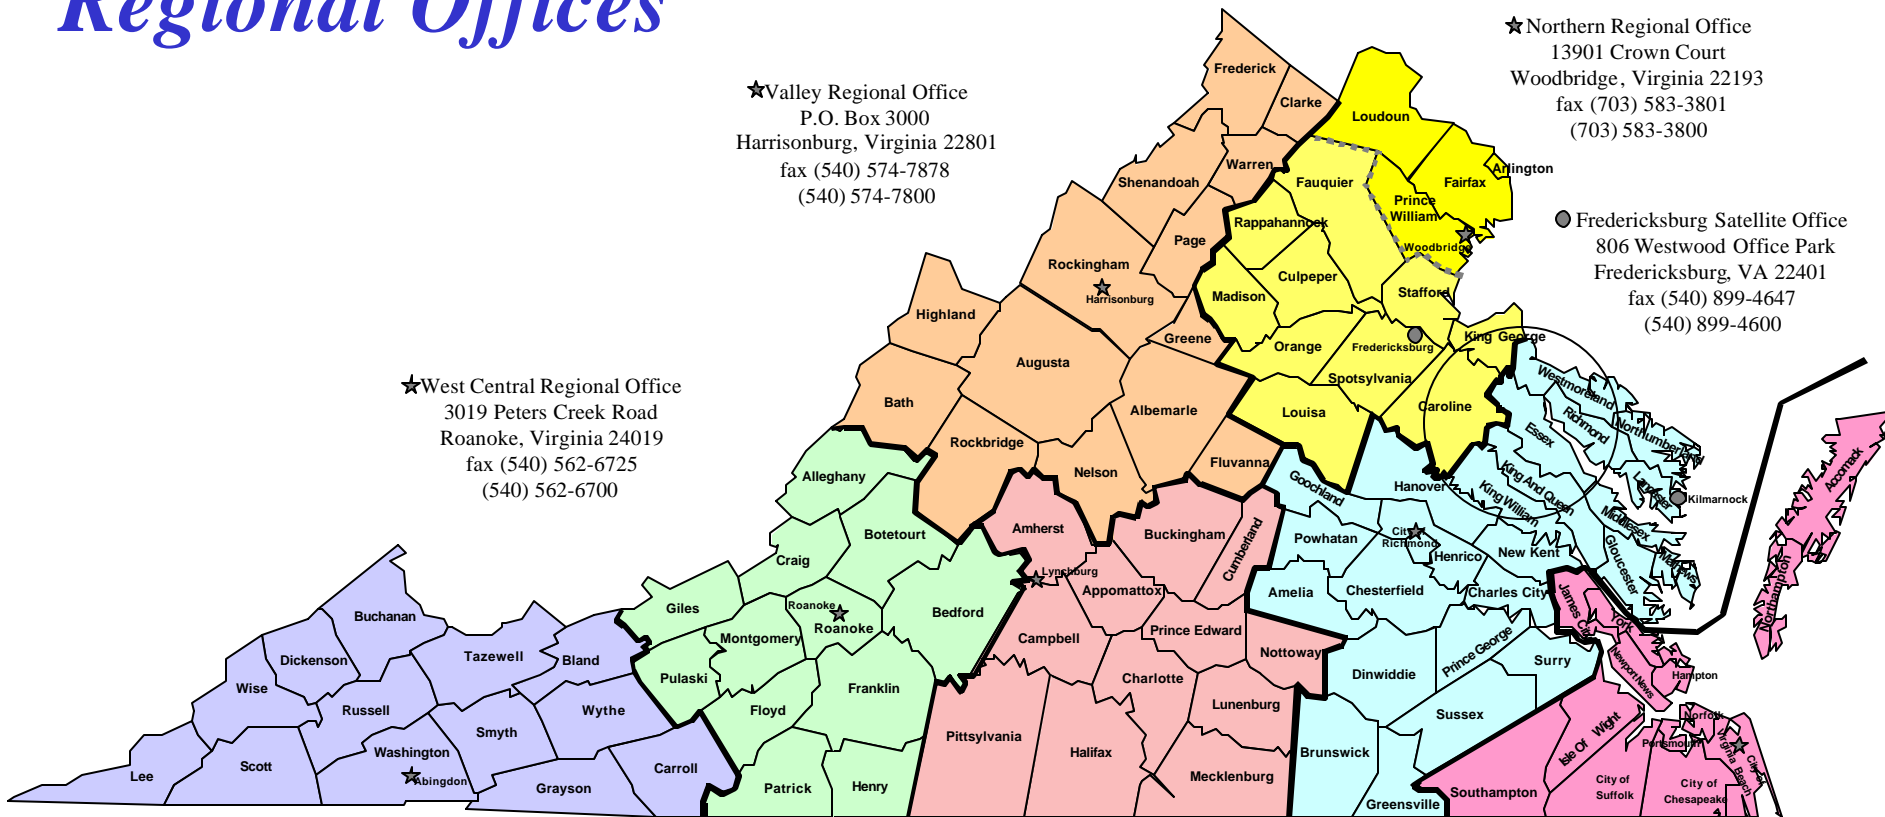 Regional Offices
Northern Regional Office
13901 Crown Court
Woodbridge, Virginia 22193
fax (703) 583-3801
(703) 583-3800
Valley Regional Office
P.O. Box 3000
Harrisonburg, Virginia 22801
fax (540) 574-7878
(540) 574-7800
Fredericksburg Satellite Office
806 Westwood Office Park
Fredericksburg, VA 22401
fax (540) 899-4647
(540) 899-4600
West Central Regional Office
3019 Peters Creek Road
Roanoke, Virginia 24019
fax (540) 562-6725
(540) 562-6700
Frederick
Clarke
Loudoun
Warren
Shenandoah
Fauquier
Fairfax
Arlington
Prince
William
Rappahannock
Page
Woodbridge
Rockingham
Harrisonburg
Culpeper
Madison
Stafford
Highland
Greene
Orange
Fredericksburg
King George
Augusta
Spotsylvania
Bath
Albemarle
Louisa
Caroline
Westmoreland
Richmond
Northumberland
Essex
Rockbridge
Nelson
Fluvanna
Alleghany
Goochland
Hanover
King And Queen
King William
Lancaster
Kilmarnock
Accomack
Middlesex
Botetourt
Amherst
Buckingham
Cumberland
Powhatan
City of
Richmond
Henrico
New Kent
Gloucester
Mathews
Craig
Lynchburg
Appomattox
Amelia
Chesterfield
Charles City
James City
York
Northampton
Giles
Roanoke
Roanoke
Bedford
Buchanan
Montgomery
Campbell
Prince Edward
Nottoway
Prince George
Surry
Newport News
Hampton
Dickenson
Tazewell
Bland
Pulaski
Franklin
Charlotte
Dinwiddie
Wise
Russell
Wythe
Floyd
Lunenburg
Sussex
Isle Of Wight
Norfolk
Portsmouth
City of
Virginia Beach
Smyth
Pittsylvania
Halifax
Brunswick
Washington
Abingdon
Lee
Scott
Grayson
Carroll
Patrick
Henry
Mecklenburg
Greensville
Southampton
City of
Suffolk
City of
Chesapeake